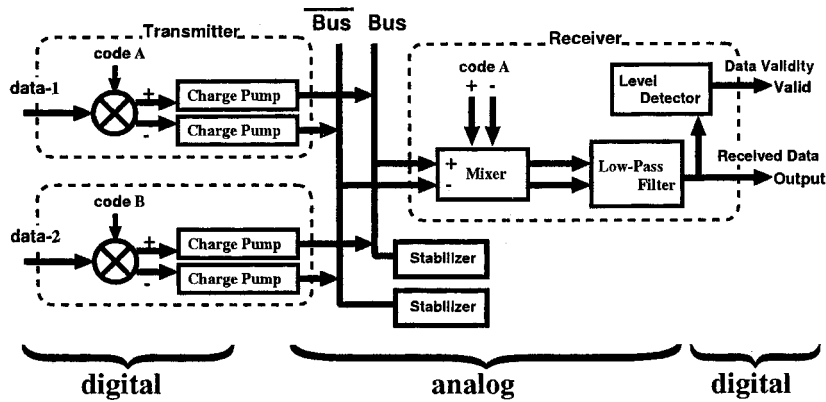 Transmitter
Bus Bus
Receiver
code A
data-1
+
-
Charge Pump
Charge Pump
code A
+ -
Level
Detector
Data Validity
Valid
+
-
Mixer
Low-Pass
Filter
Received Data
Output
code B
data-2
+
-
Charge Pump
Charge Pump
Stabilizer
Stabilizer
digital analog digital